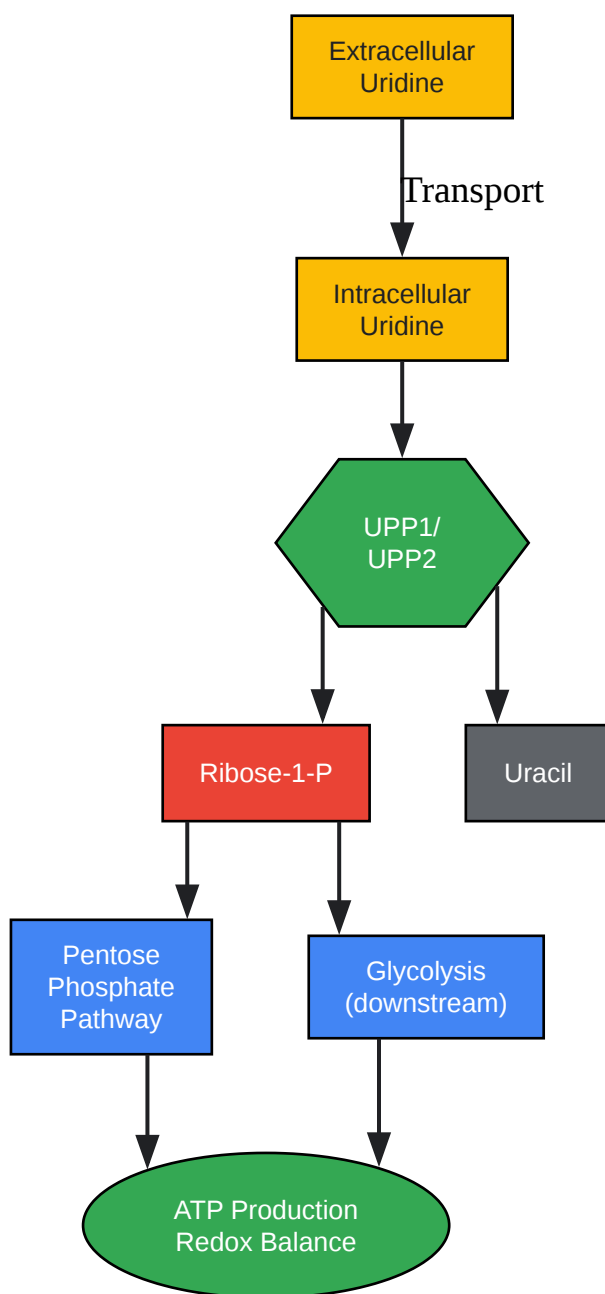 Extracellular
Uridine
Transport
Intracellular
Uridine
UPP1/
UPP2
Ribose-1-P
Uracil
Pentose
Phosphate
Pathway
Glycolysis
(downstream)
ATP Production
Redox Balance